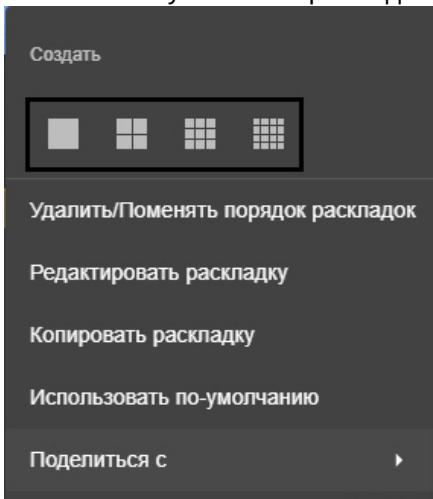 Создать
Удалить/Поменять порядок раскладок
Редактировать раскладку
Копировать раскладку
Использовать по-умолчанию
Поделиться с